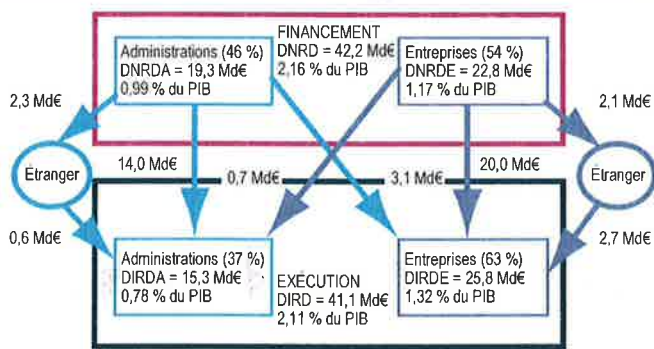 FINANCEMENT
DNRD = 42,2 Md€
2,16 % du PIB
Administrations (46 %)
DNRDA = 19,3 Md€
0,99 % du PIB
Entreprises (54 %)
DNRDE = 22,8 Md€
1,17 % du PIB
2,3 Md€
2,1 Md€
Étranger
14,0 Md€
0,7 Md€
3,1 Md€
20,0 Md€
Étranger
0,6 Md€
2,7 Md€
Administrations (37 %)
DIRDA = 15,3 Md€
0,78 % du PIB
EXÉCUTION
DIRD = 41,1 Md€
2,11 % du PIB
Entreprises (63 %)
DIRDE = 25,8 Md€
1,32 % du PIB